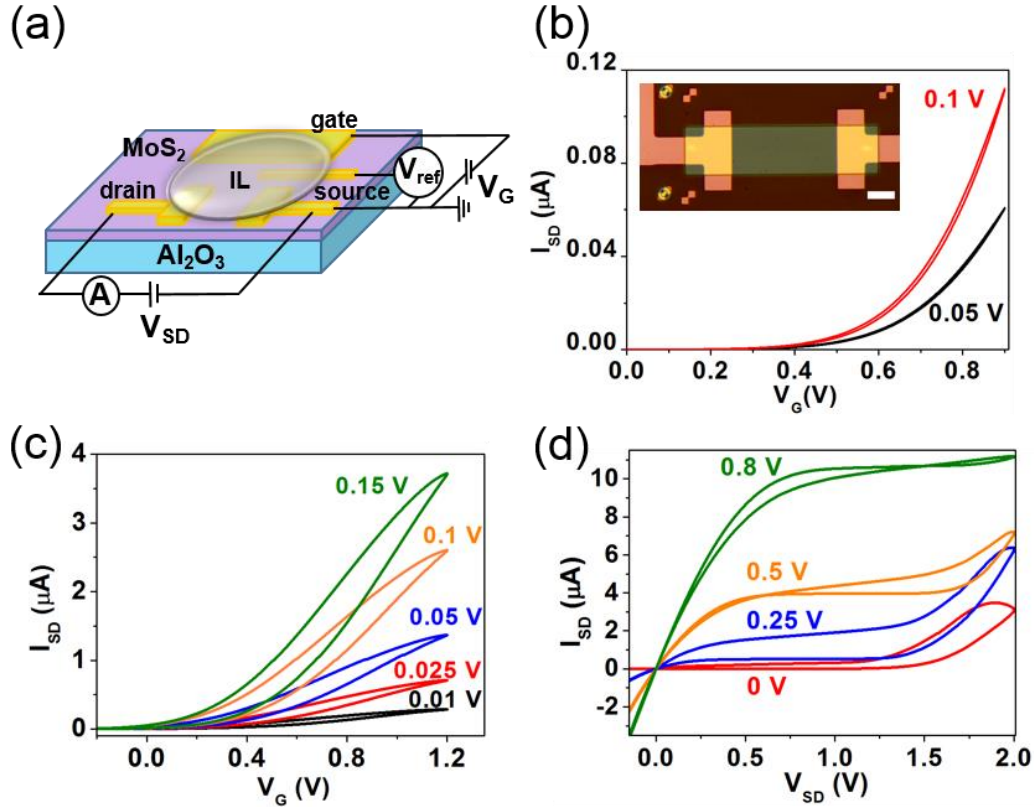 (a)
gate
MoS₂
IL
Vref
drain
source
VG
Al₂O₃
A
VSD
(b)
0.12
0.1 V
0.08
ISD (μA)
0.04
0.05 V
0.00
0.0 0.2 0.4 0.6 0.8
VG(V)
(c)
4
0.15 V
3
0.1 V
ISD (μA)
2
0.05 V
1
0.025 V
0.01 V
0
0.0 0.4 0.8 1.2
VG (V)
(d)
10
0.8 V
8
6
ISD (μA)
0.5 V
4
0.25 V
2
0
0 V
-2
0.0 0.5 1.0 1.5 2.0
VSD (V)